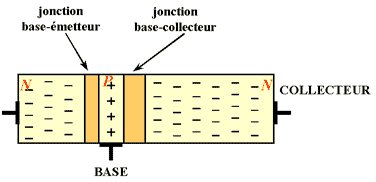 jonction
base-émetteur
jonction
base-collecteur
N P N
COLLECTEUR
BASE